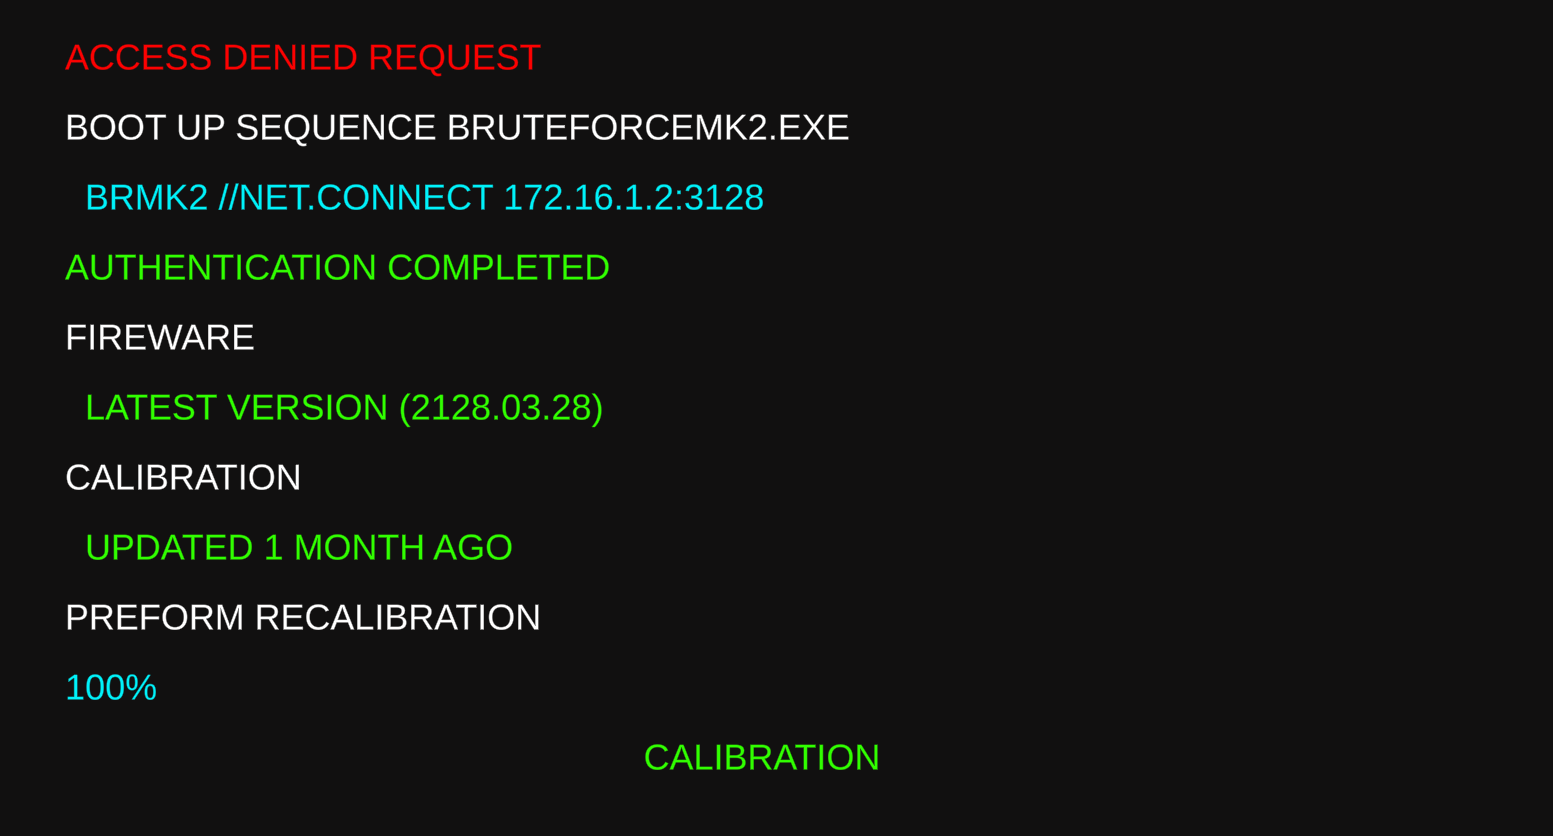 ACCESS DENIED REQUEST
BOOT UP SEQUENCE BRUTEFORCEMK2.EXE
BRMK2 //NET.CONNECT 172.16.1.2:3128
AUTHENTICATION COMPLETED
FIREWARE
LATEST VERSION (2128.03.28)
CALIBRATION
UPDATED 1 MONTH AGO
PREFORM RECALIBRATION
100%
CALIBRATION